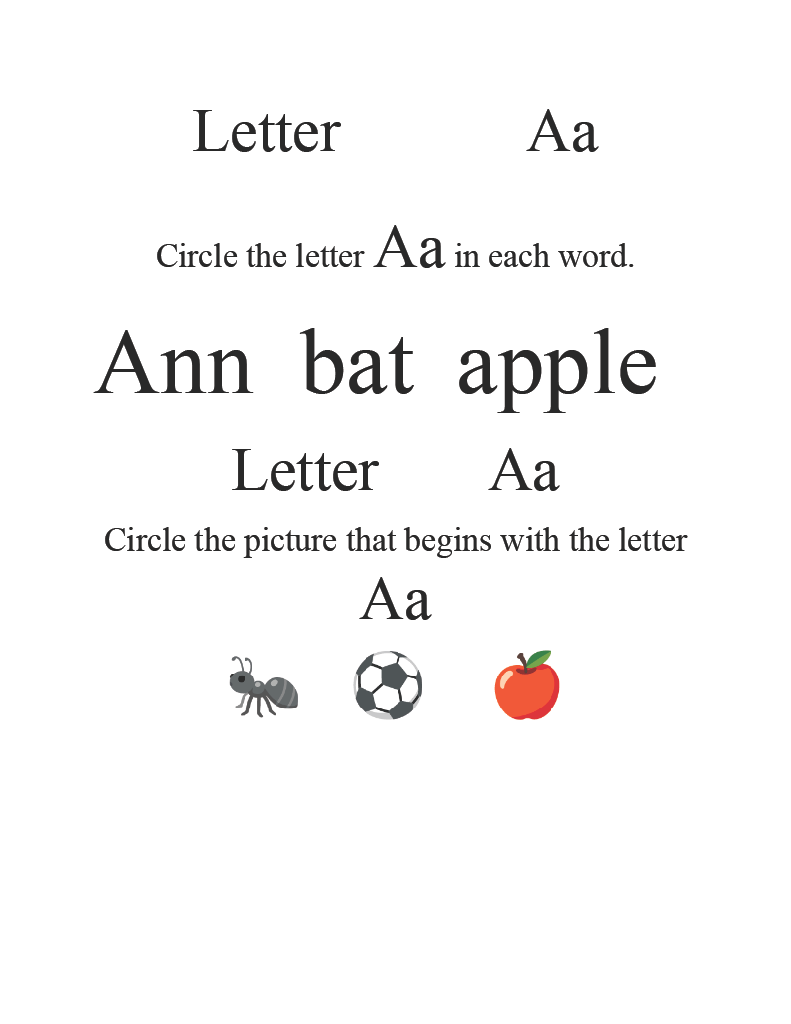 Letter Aa
Circle the letter Aa in each word.
Ann bat apple
Letter Aa
Circle the picture that begins with the letter
Aa